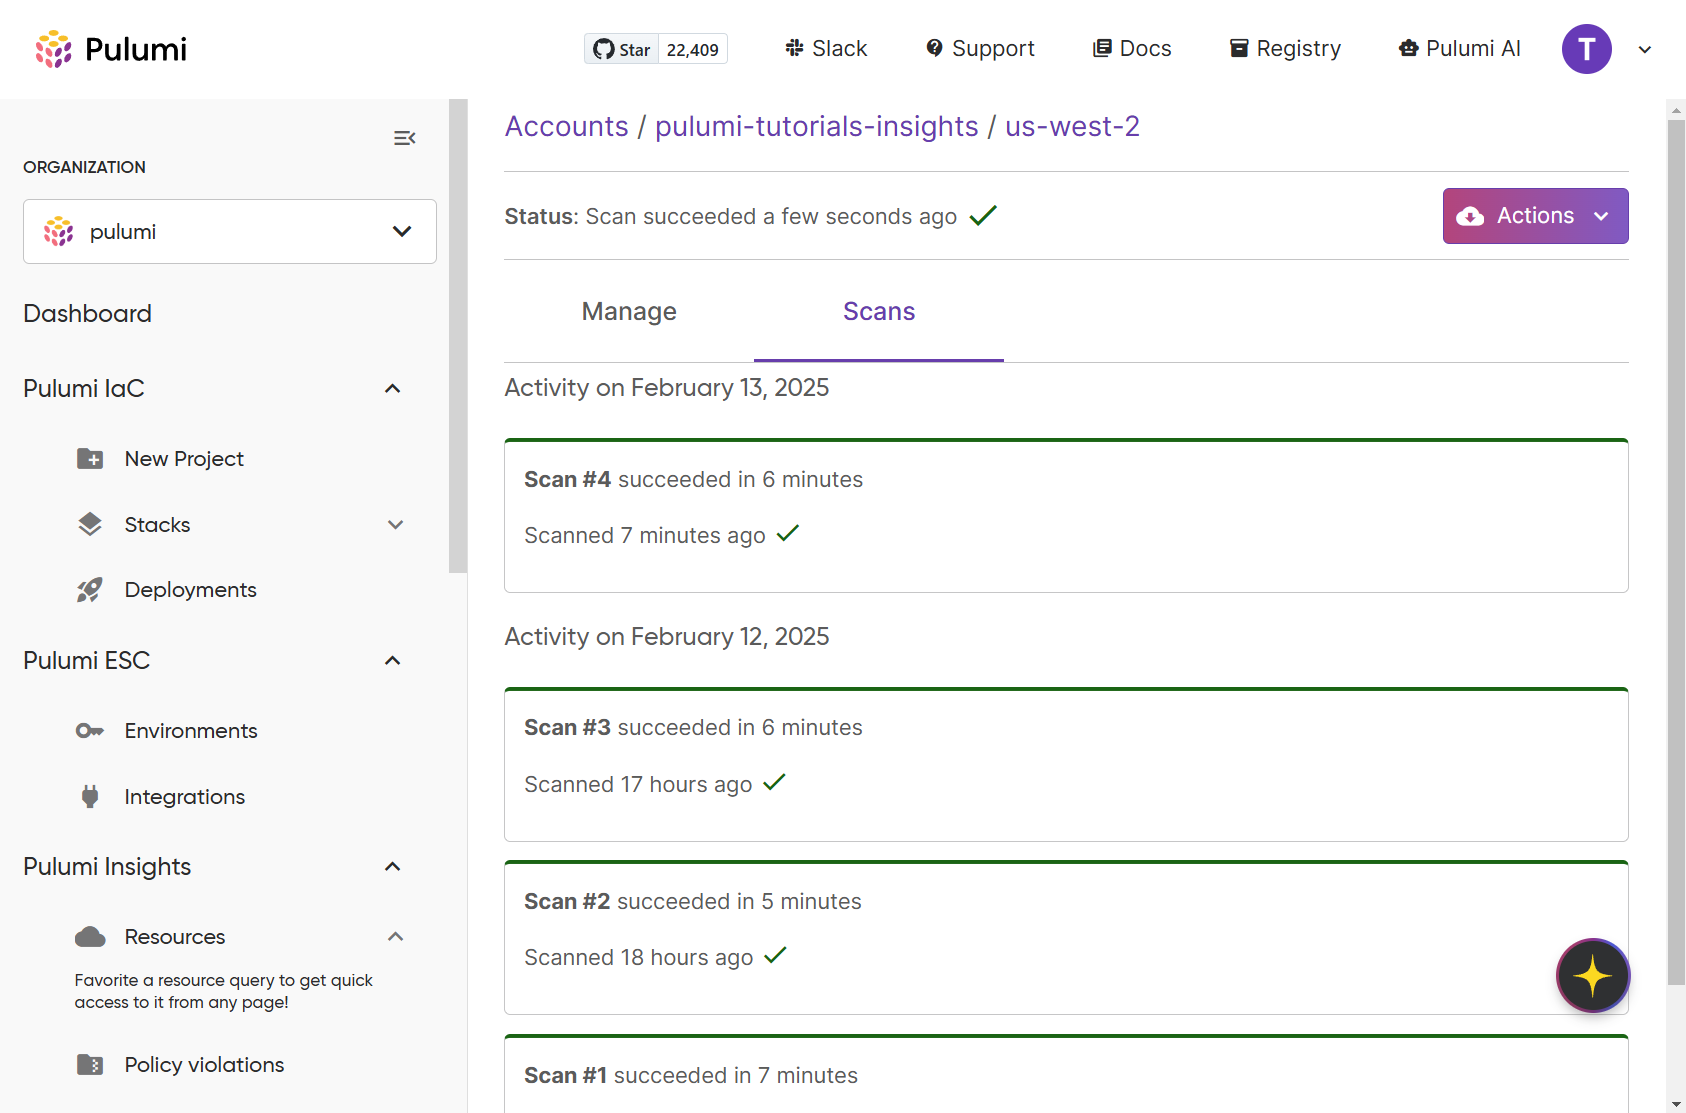 Pulumi
Star 22,409
Slack
Support
Docs
Registry
Pulumi AI
T
ORGANIZATION
pulumi
Dashboard
Pulumi IaC
New Project
Stacks
Deployments
Pulumi ESC
Environments
Integrations
Pulumi Insights
Resources
Favorite a resource query to get quick
access to it from any page!
Policy violations
Accounts / pulumi-tutorials-insights / us-west-2
Status: Scan succeeded a few seconds ago
Actions
Manage
Scans
Activity on February 13, 2025
Scan #4 succeeded in 6 minutes
Scanned 7 minutes ago
Activity on February 12, 2025
Scan #3 succeeded in 6 minutes
Scanned 17 hours ago
Scan #2 succeeded in 5 minutes
Scanned 18 hours ago
Scan #1 succeeded in 7 minutes